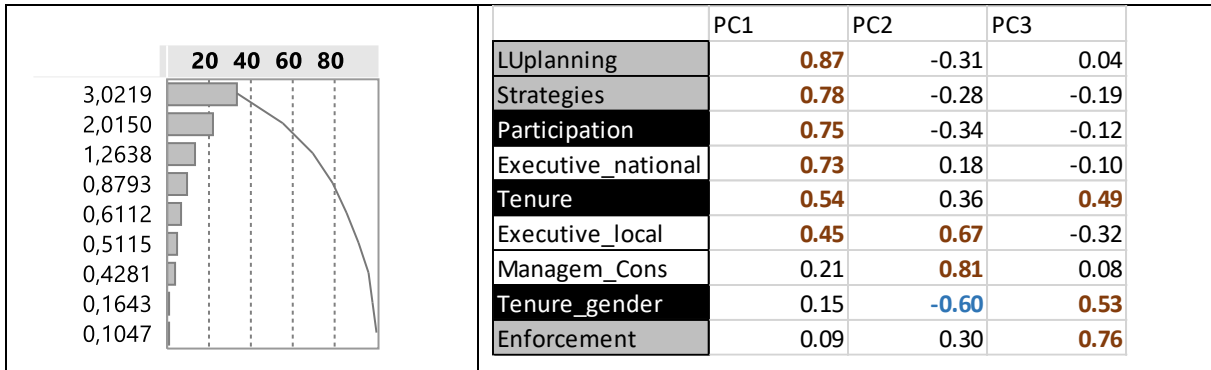 20 40 60 80
3,0219
2,0150
1,2638
0,8793
0,6112
0,5115
0,4281
0,1643
0,1047
PC1 PC2 PC3
LUplanning 0.87 -0.31 0.04
Strategies 0.78 -0.28 -0.19
Participation 0.75 -0.34 -0.12
Executive_national 0.73 0.18 -0.10
Tenure 0.54 0.36 0.49
Executive_local 0.45 0.67 -0.32
Managem_Cons 0.21 0.81 0.08
Tenure_gender 0.15 -0.60 0.53
Enforcement 0.09 0.30 0.76